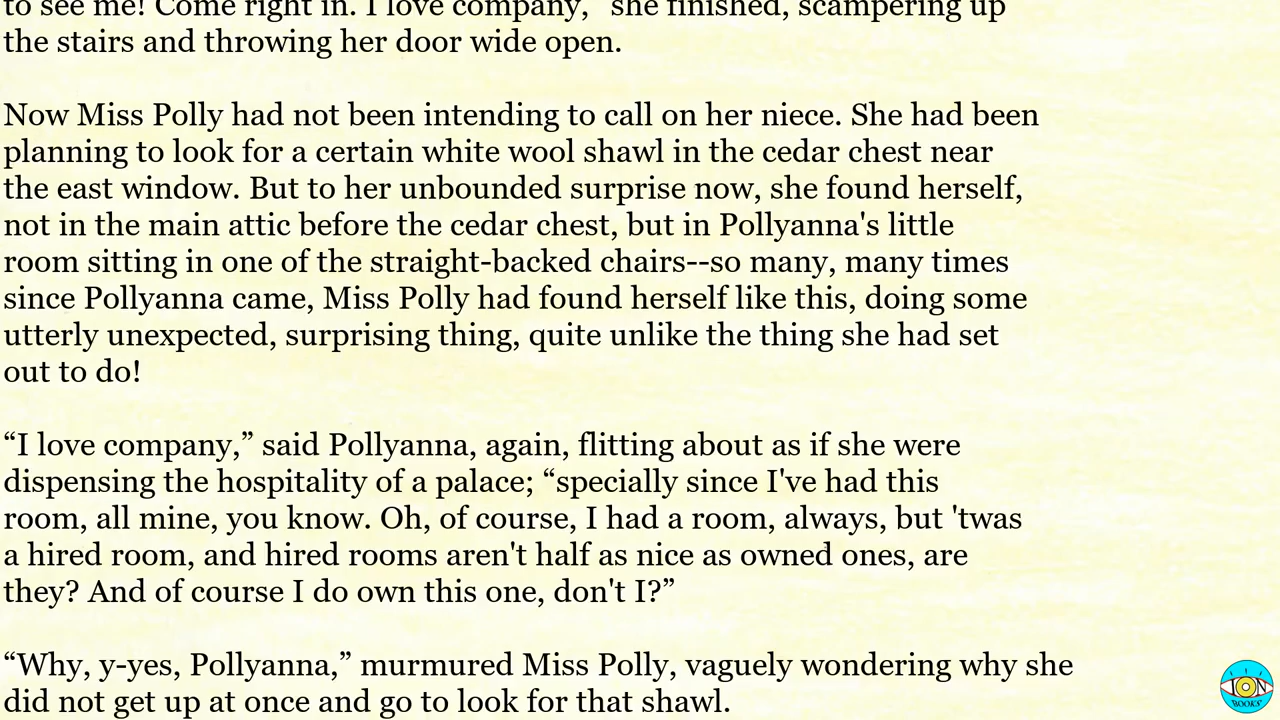 to see me! Come right in. I love company,” she finished, scampering up
the stairs and throwing her door wide open.
Now Miss Polly had not been intending to call on her niece. She had been
planning to look for a certain white wool shawl in the cedar chest near
the east window. But to her unbounded surprise now, she found herself,
not in the main attic before the cedar chest, but in Pollyanna's little
room sitting in one of the straight-backed chairs--so many, many times
since Pollyanna came, Miss Polly had found herself like this, doing some
utterly unexpected, surprising thing, quite unlike the thing she had set
out to do!
“I love company,” said Pollyanna, again, flitting about as if she were
dispensing the hospitality of a palace; “specially since I've had this
room, all mine, you know. Oh, of course, I had a room, always, but 'twas
a hired room, and hired rooms aren't half as nice as owned ones, are
they? And of course I do own this one, don't I?”
“Why, y-yes, Pollyanna,” murmured Miss Polly, vaguely wondering why she
did not get up at once and go to look for that shawl.
ION
BOOKS